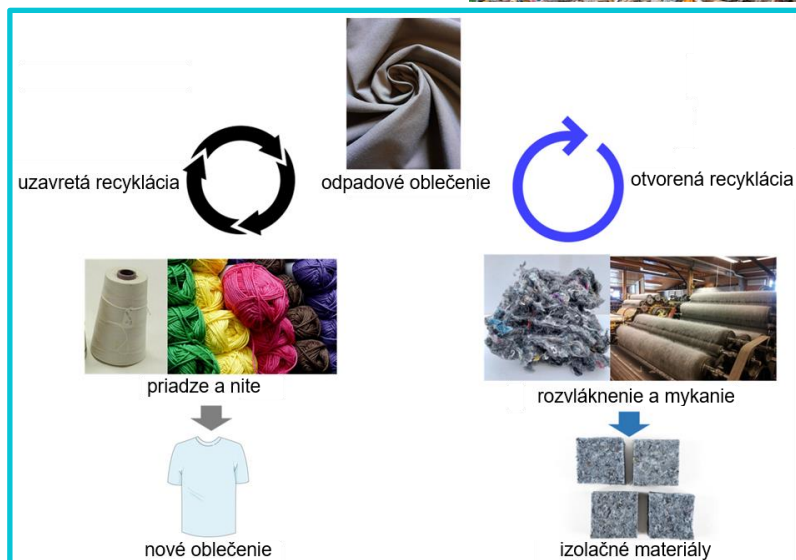 uzavretá recyklácia
odpadové oblečenie
otvorená recyklácia
priadze a nite
rozvláknenie a mykanie
nové oblečenie
izolačné materiály